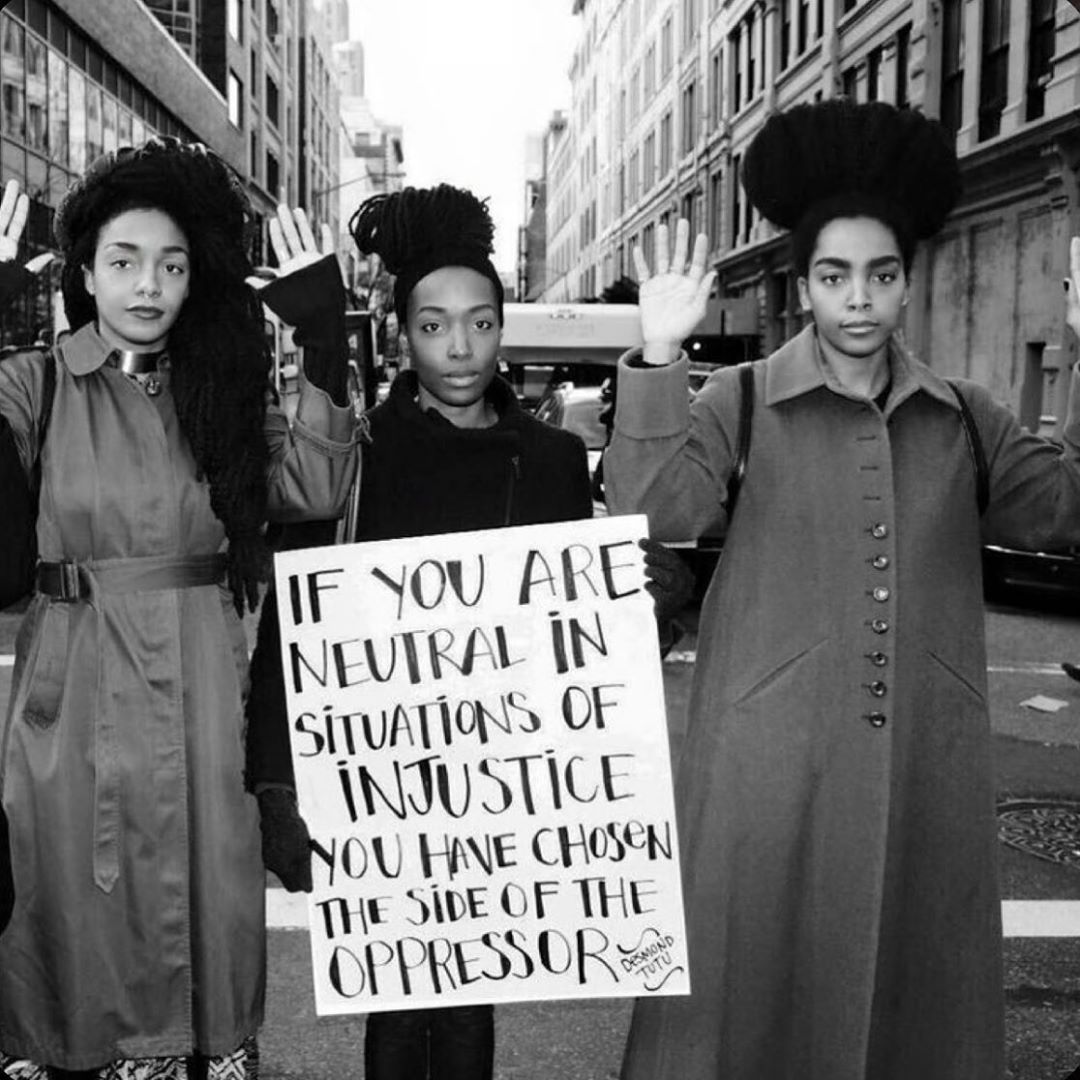 IF YOU ARE
NEUTRAL IN
SITUATIONS OF
INJUSTICE
YOU HAVE CHOSEN
THE SIDE OF THE
OPPRESSOR
DESMOND
TUTU